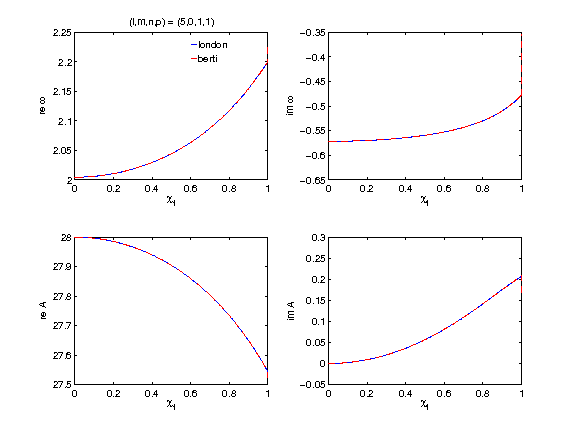 (l,m,n,p) = (5,0,1,1)
london
berti
2.25
2.2
2.15
2.1
2.05
2
re ω
0 0.2 0.4 0.6 0.8 1
χf
−0.35
−0.4
−0.45
−0.5
−0.55
−0.6
−0.65
im ω
0 0.2 0.4 0.6 0.8 1
χf
28
27.9
27.8
27.7
27.6
27.5
re A
0 0.2 0.4 0.6 0.8 1
χf
0.3
0.25
0.2
0.15
0.1
0.05
0
−0.05
im A
0 0.2 0.4 0.6 0.8 1
χf